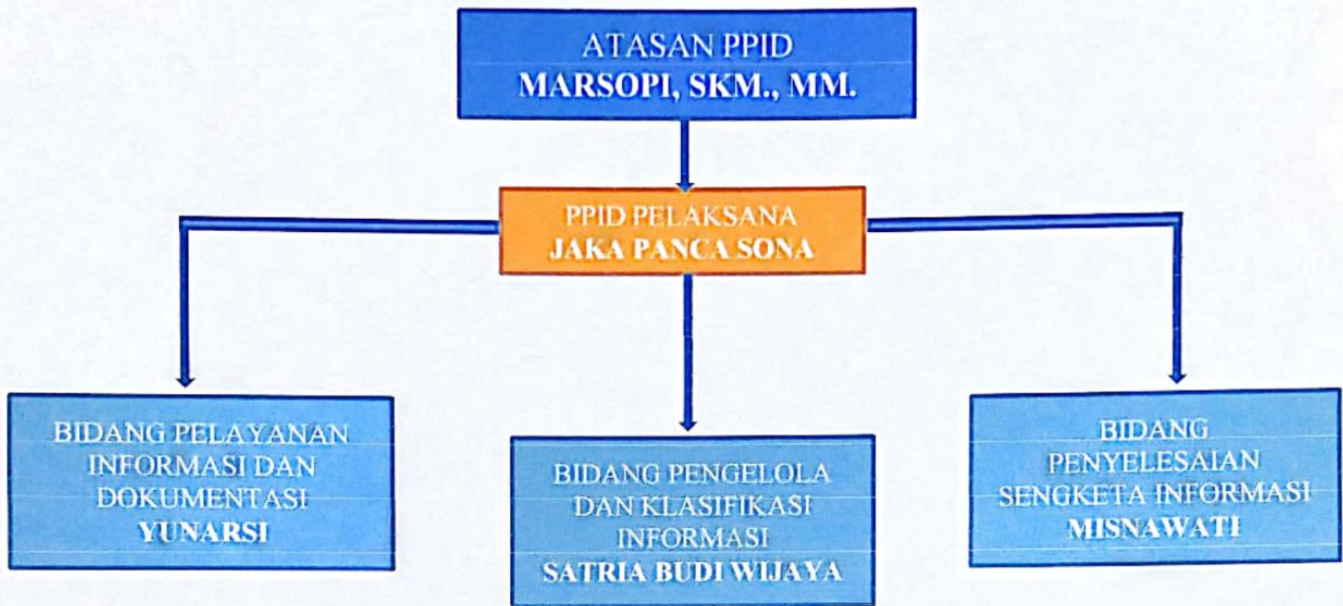 ATASAN PPID
MARSOPI, SKM., MM.
PPID PELAKSANA
JAKA PANCA SONA
BIDANG PELAYANAN
INFORMASI DAN
DOKUMENTASI
YUNARSI
BIDANG PENGELOLA
DAN KLASIFIKASI
INFORMASI
SATRIA BUDI WIJAYA
BIDANG
PENYELESAIAN
SENGKETA INFORMASI
MISNAWATI